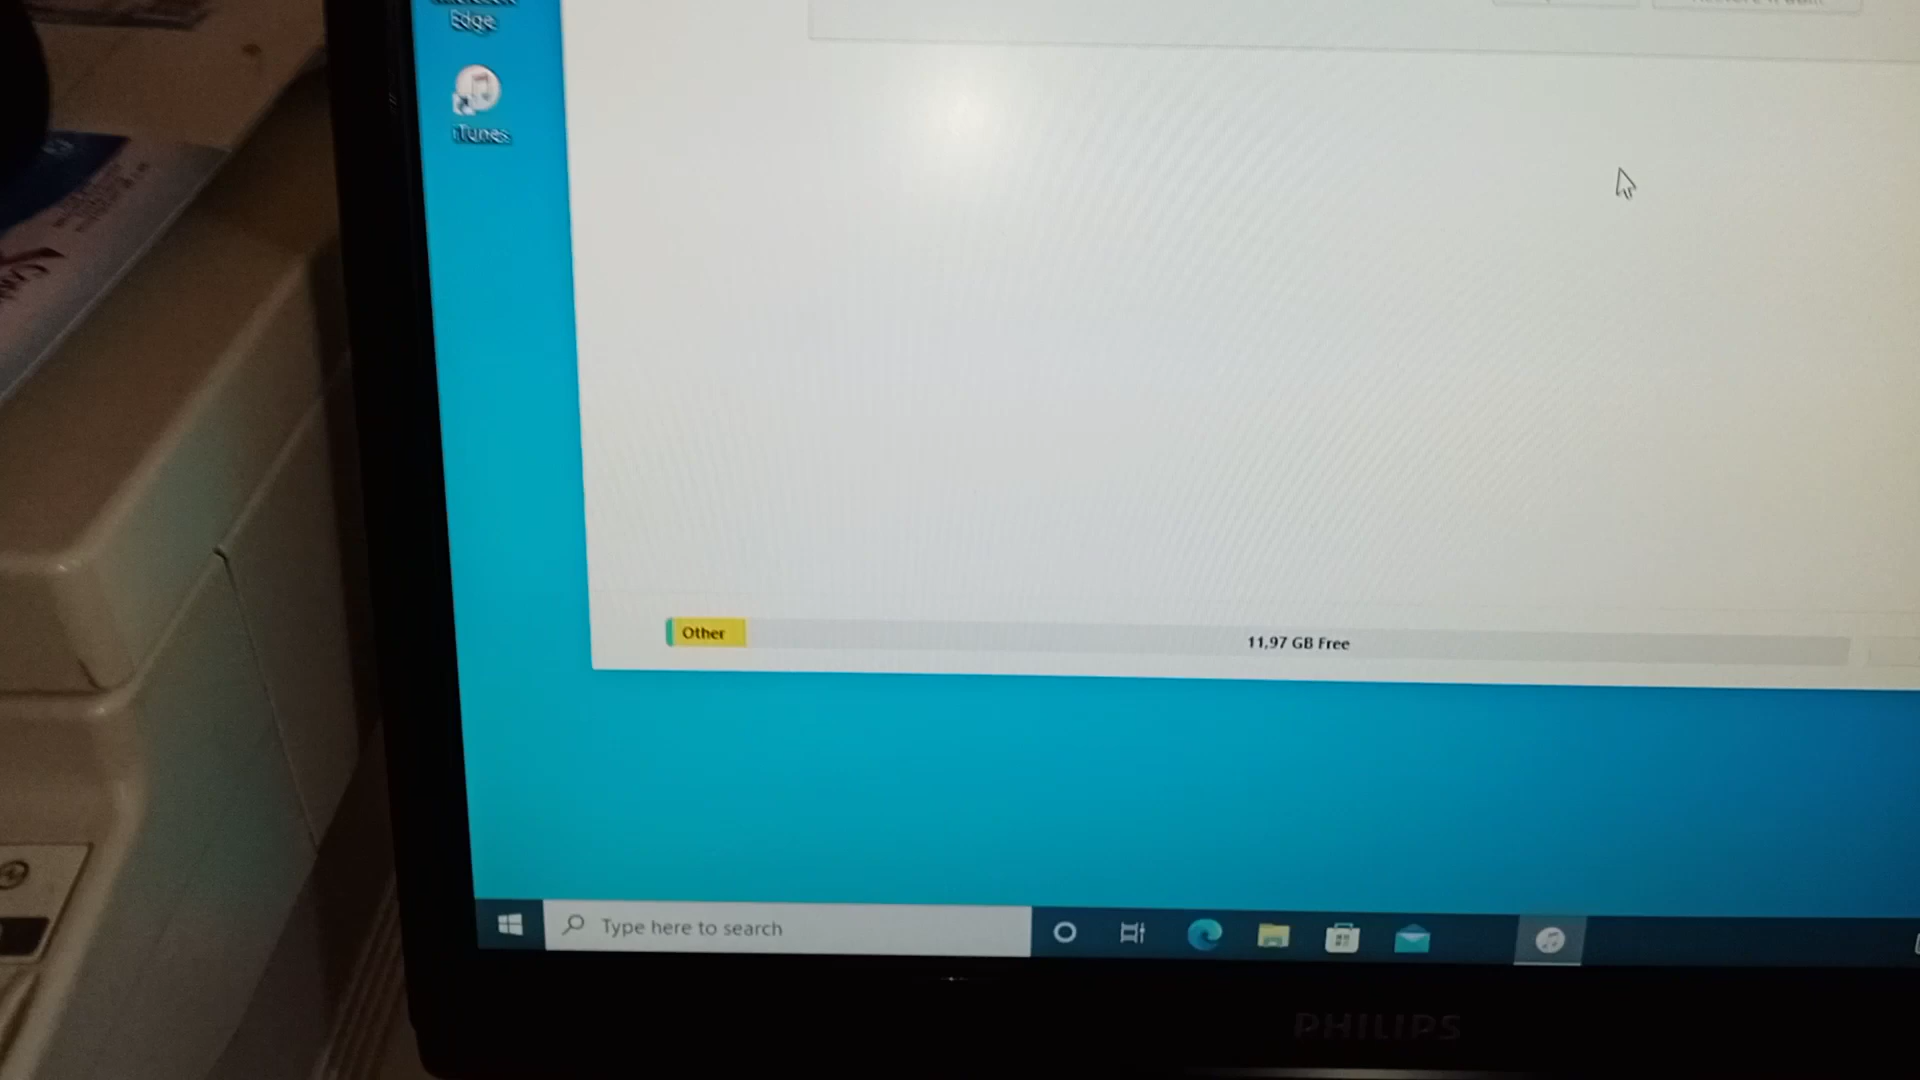 Edge
iTunes
Other
11,97 GB Free
Type here to search
PHILIPS